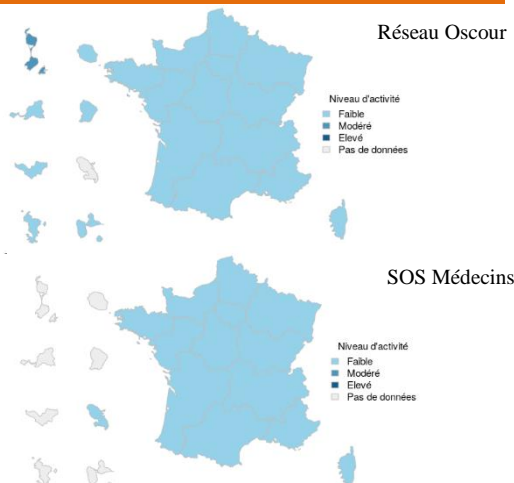 Réseau Oscour
Niveau d'activité
Faible
Modéré
Elevé
Pas de données
SOS Médecins
Niveau d'activité
Faible
Modéré
Elevé
Pas de données